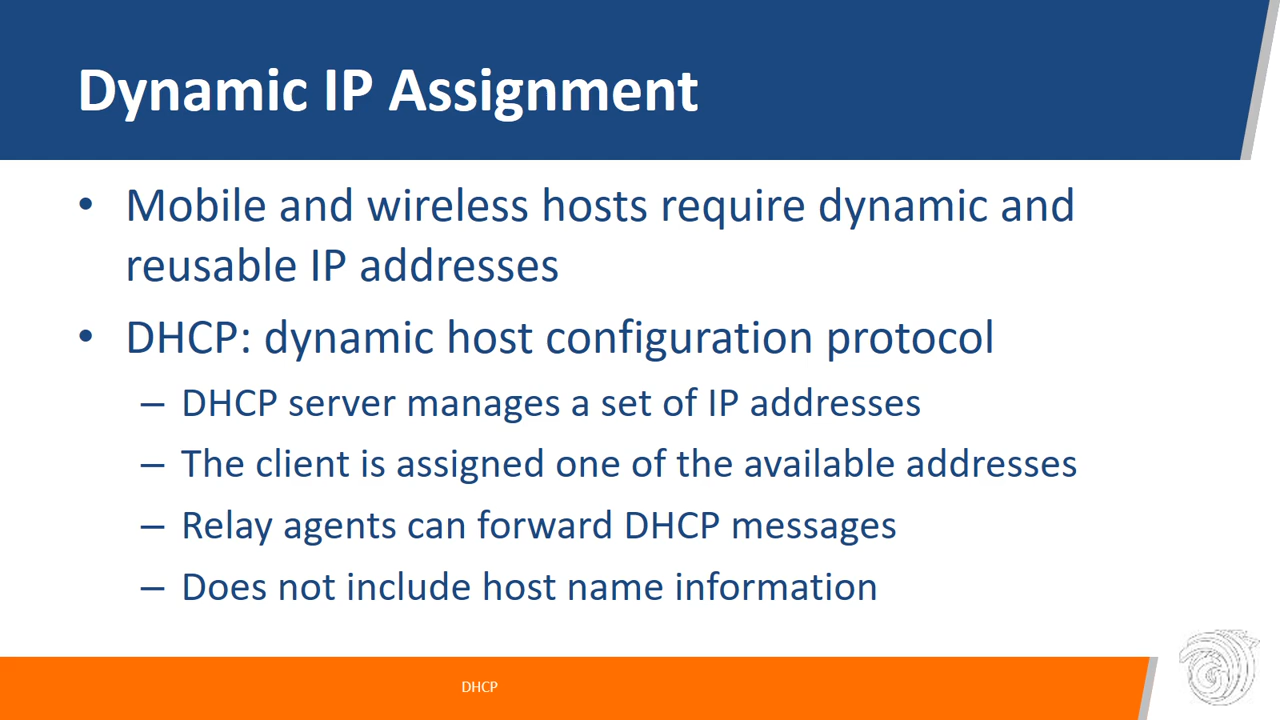 Dynamic IP Assignment
• Mobile and wireless hosts require dynamic and
reusable IP addresses
• DHCP: dynamic host configuration protocol
– DHCP server manages a set of IP addresses
– The client is assigned one of the available addresses
– Relay agents can forward DHCP messages
– Does not include host name information
DHCP